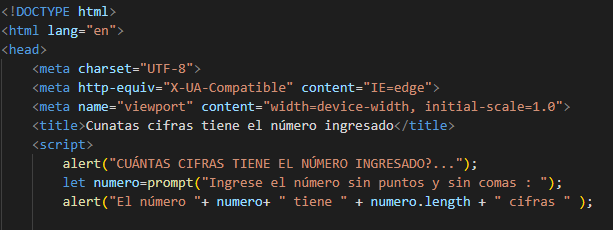 <!DOCTYPE html>
<html lang="en">
<head>
    <meta charset="UTF-8">
    <meta http-equiv="X-UA-Compatible" content="IE=edge">
    <meta name="viewport" content="width=device-width, initial-scale=1.0">
    <title>Cunatas cifras tiene el número ingresado</title>
    <script>
        alert("CUÁNTAS CIFRAS TIENE EL NÚMERO INGRESADO?...");
        let numero=prompt("Ingrese el número sin puntos y sin comas : ");
        alert("El número "+ numero+ " tiene " + numero.length + " cifras " );